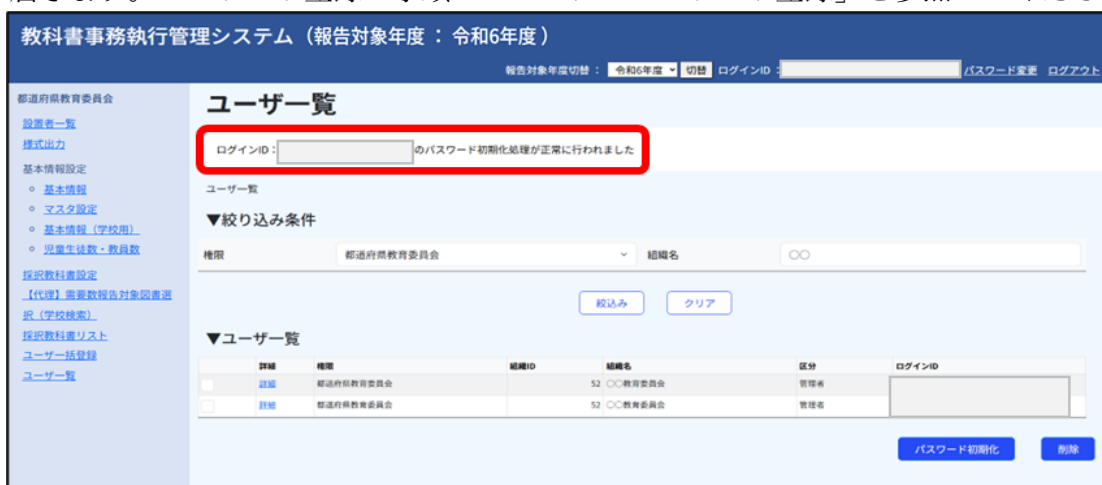 教科書事務執行管理システム（報告対象年度 ： 令和6年度 ）
報告対象年度切替 ： 令和6年度 切替 ログインID ： パスワード変更 ログアウト
都道府県教育委員会
設置者一覧
様式出力
基本情報設定
基本情報
マスタ設定
基本情報（学校用）
児童生徒数・教員数
採択教科書設定
【代理】需要数報告対象図書選
択（学校検索）
採択教科書リスト
ユーザ一括登録
ユーザ一覧
ユーザ一覧
ログインID： のパスワード初期化処理が正常に行われました
ユーザ一覧
▼絞り込み条件
権限 都道府県教育委員会 組織名 〇〇
絞込み クリア
▼ユーザ一覧
詳細 権限 組織ID 組織名 区分 ログインID
詳細 都道府県教育委員会 52 〇〇教育委員会 管理者
詳細 都道府県教育委員会 52 〇〇教育委員会 管理者
パスワード初期化 削除